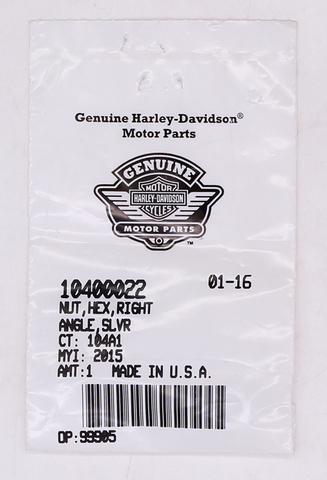 Genuine Harley-Davidson®
Motor Parts
GENUINE
MOTOR
HARLEY-DAVIDSON
CYCLES
MOTOR PARTS
™
10400022 01-16
NUT,HEX,RIGHT
ANGLE,SLVR
CT: 104A1
MYI: 2015
AMT:1 MADE IN U.S.A.
OP:99905